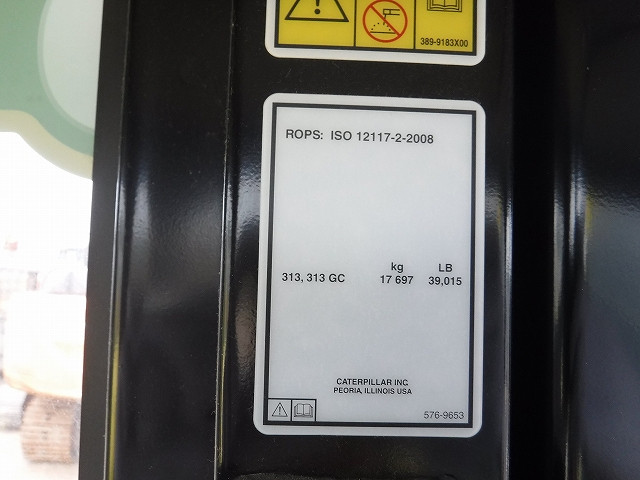 389-9183X00
ROPS: ISO 12117-2-2008
kg LB
313, 313 GC 17 697 39,015
CATERPILLAR INC
PEORIA, ILLINOIS USA
576-9653